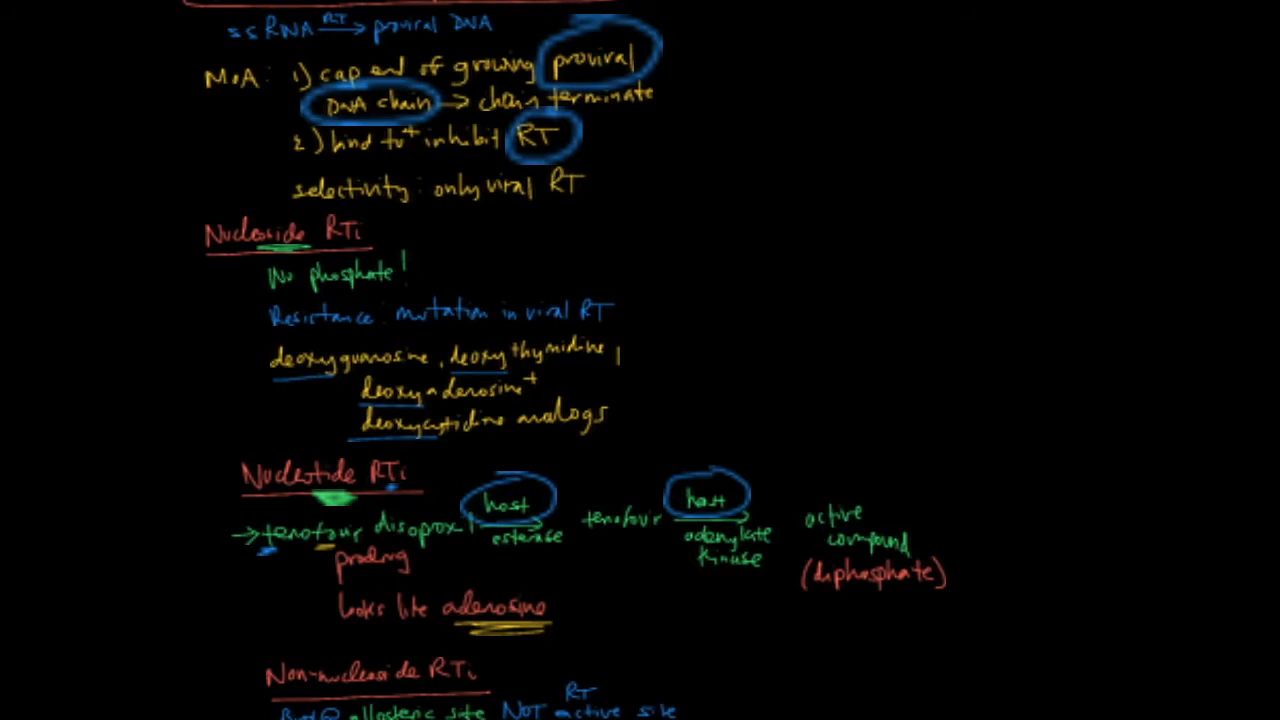 ssRNA RT→ proviral DNA
MoA: 1) cap end of growing proviral
DNA chain → chain terminate
2) bind to + inhibit RT
selectivity: only viral RT
Nucleoside RTi
No phosphate!
Resistance: mutation in viral RT
deoxyguanosine, deoxythymidine,
deoxyadenosine +
deoxycytidine analogs
Nucleotide RTi
→ tenofovir disoproxil host esterase → tenofovir host adenylate kinase → active compound
prodrug (diphosphate)
looks like adenosine
Non-nucleoside RTi
Bind @ allosteric site NOT RT active site